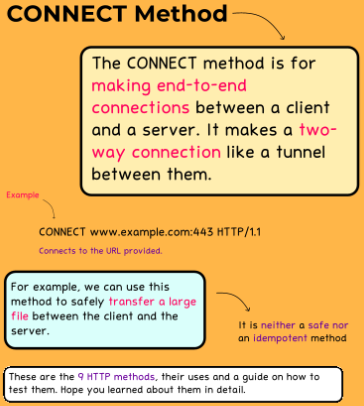 CONNECT Method
The CONNECT method is for
making end-to-end
connections between a client
and a server. It makes a two-
way connection like a tunnel
between them.
Example
CONNECT www.example.com:443 HTTP/1.1
Connects to the URL provided.
For example, we can use this
method to safely transfer a large
file between the client and the
server.
It is neither a safe nor
an idempotent method
These are the 9 HTTP methods, their uses and a guide on how to
test them. Hope you learned about them in detail.